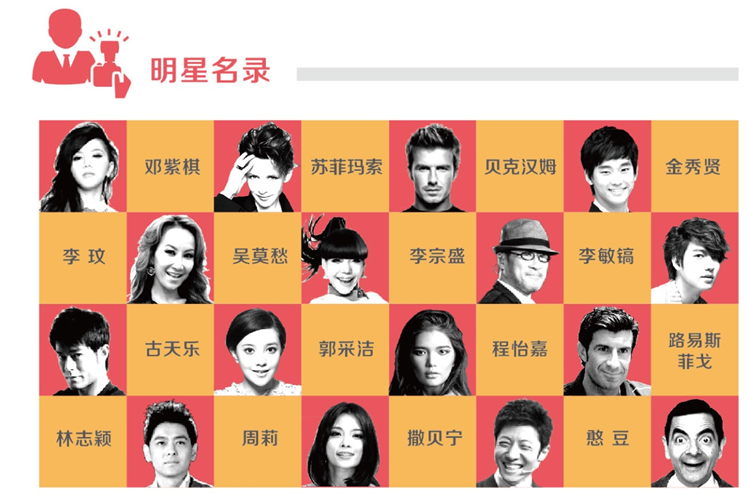 明星名录
邓紫棋
苏菲玛索
贝克汉姆
金秀贤
李玟
吴莫愁
李宗盛
李敏镐
古天乐
郭采洁
程怡嘉
路易斯
菲戈
林志颖
周莉
撒贝宁
憨豆